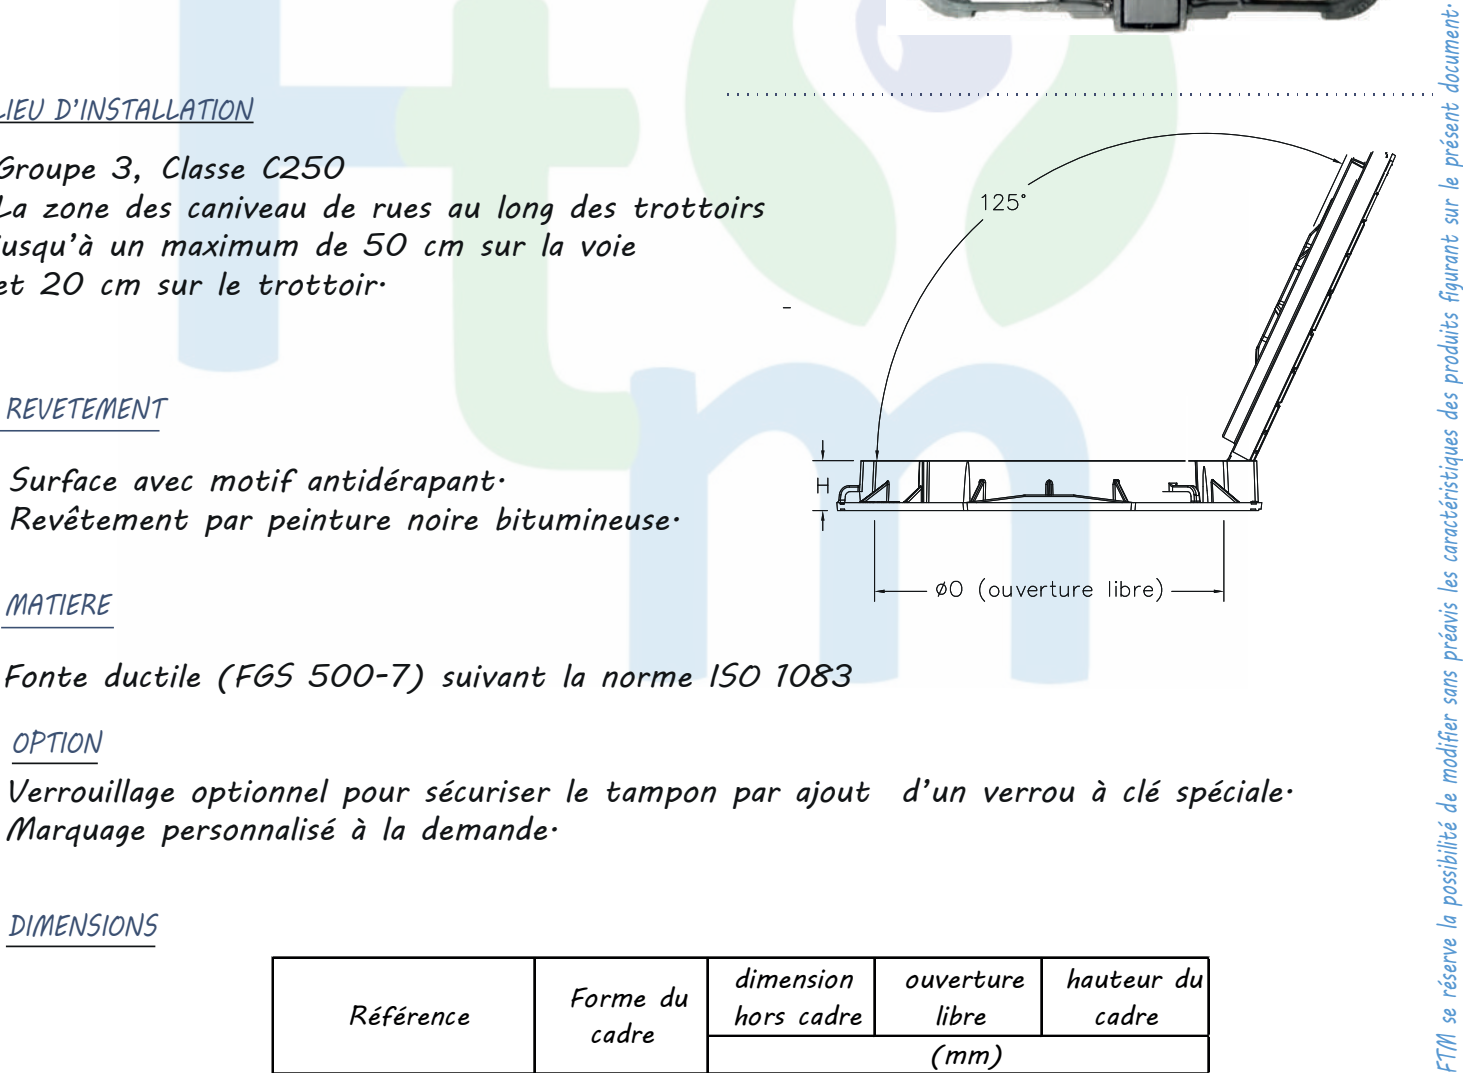 LIEU D'INSTALLATION
Groupe 3, Classe C250
La zone des caniveau de rues au long des trottoirs
jusqu'à un maximum de 50 cm sur la voie
et 20 cm sur le trottoir.
125°
H
øO (ouverture libre)
REVETEMENT
Surface avec motif antidérapant.
Revêtement par peinture noire bitumineuse.
MATIERE
Fonte ductile (FGS 500-7) suivant la norme ISO 1083
OPTION
Verrouillage optionnel pour sécuriser le tampon par ajout d'un verrou à clé spéciale.
Marquage personnalisé à la demande.
DIMENSIONS
Référence
Forme du
cadre
dimension
hors cadre
ouverture
libre
hauteur du
cadre
(mm)
FTM se réserve la possibilité de modifier sans préavis les caractéristiques des produits figurant sur le présent document.
Ftm